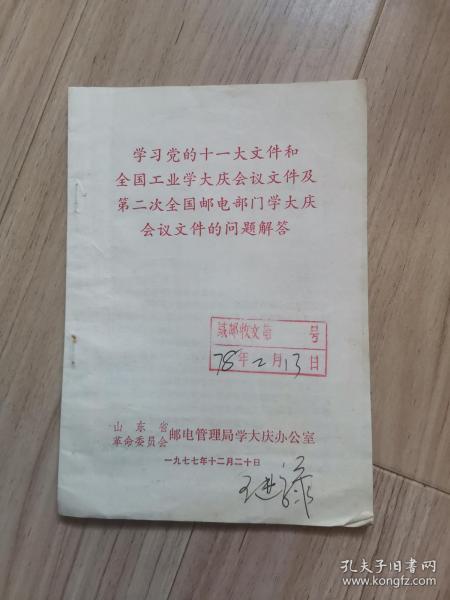 学习党的十一大文件和
全国工业学大庆会议文件及
第二次全国邮电部门学大庆
会议文件的问题解答
邮收文 号
78年2月13日
山东省
革命委员会 邮电管理局学大庆办公室
一九七七年十二月二十日
孔夫子旧书网
www.kongfz.com